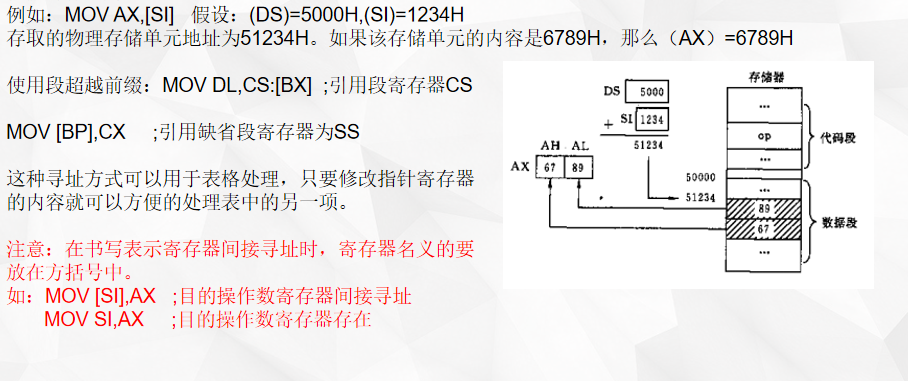 例如：MOV AX,[SI] 假设：(DS)=5000H,(SI)=1234H
存取的物理存储单元地址为51234H。如果该存储单元的内容是6789H，那么（AX）=6789H
使用段超越前缀：MOV DL,CS:[BX] ;引用段寄存器CS
MOV [BP],CX ;引用缺省段寄存器为SS
这种寻址方式可以用于表格处理，只要修改指针寄存器
的内容就可以方便的处理表中的另一项。
注意：在书写表示寄存器间接寻址时，寄存器名义的要
放在方括号中。
如：MOV [SI],AX ;目的操作数寄存器间接寻址
MOV SI,AX ;目的操作数寄存器存在
存储器
DS 5000
...
SI 1234
+
op
代码段
51234
...
AH AL
AX 67 89
50000
...
51234
89
67
数据段
...